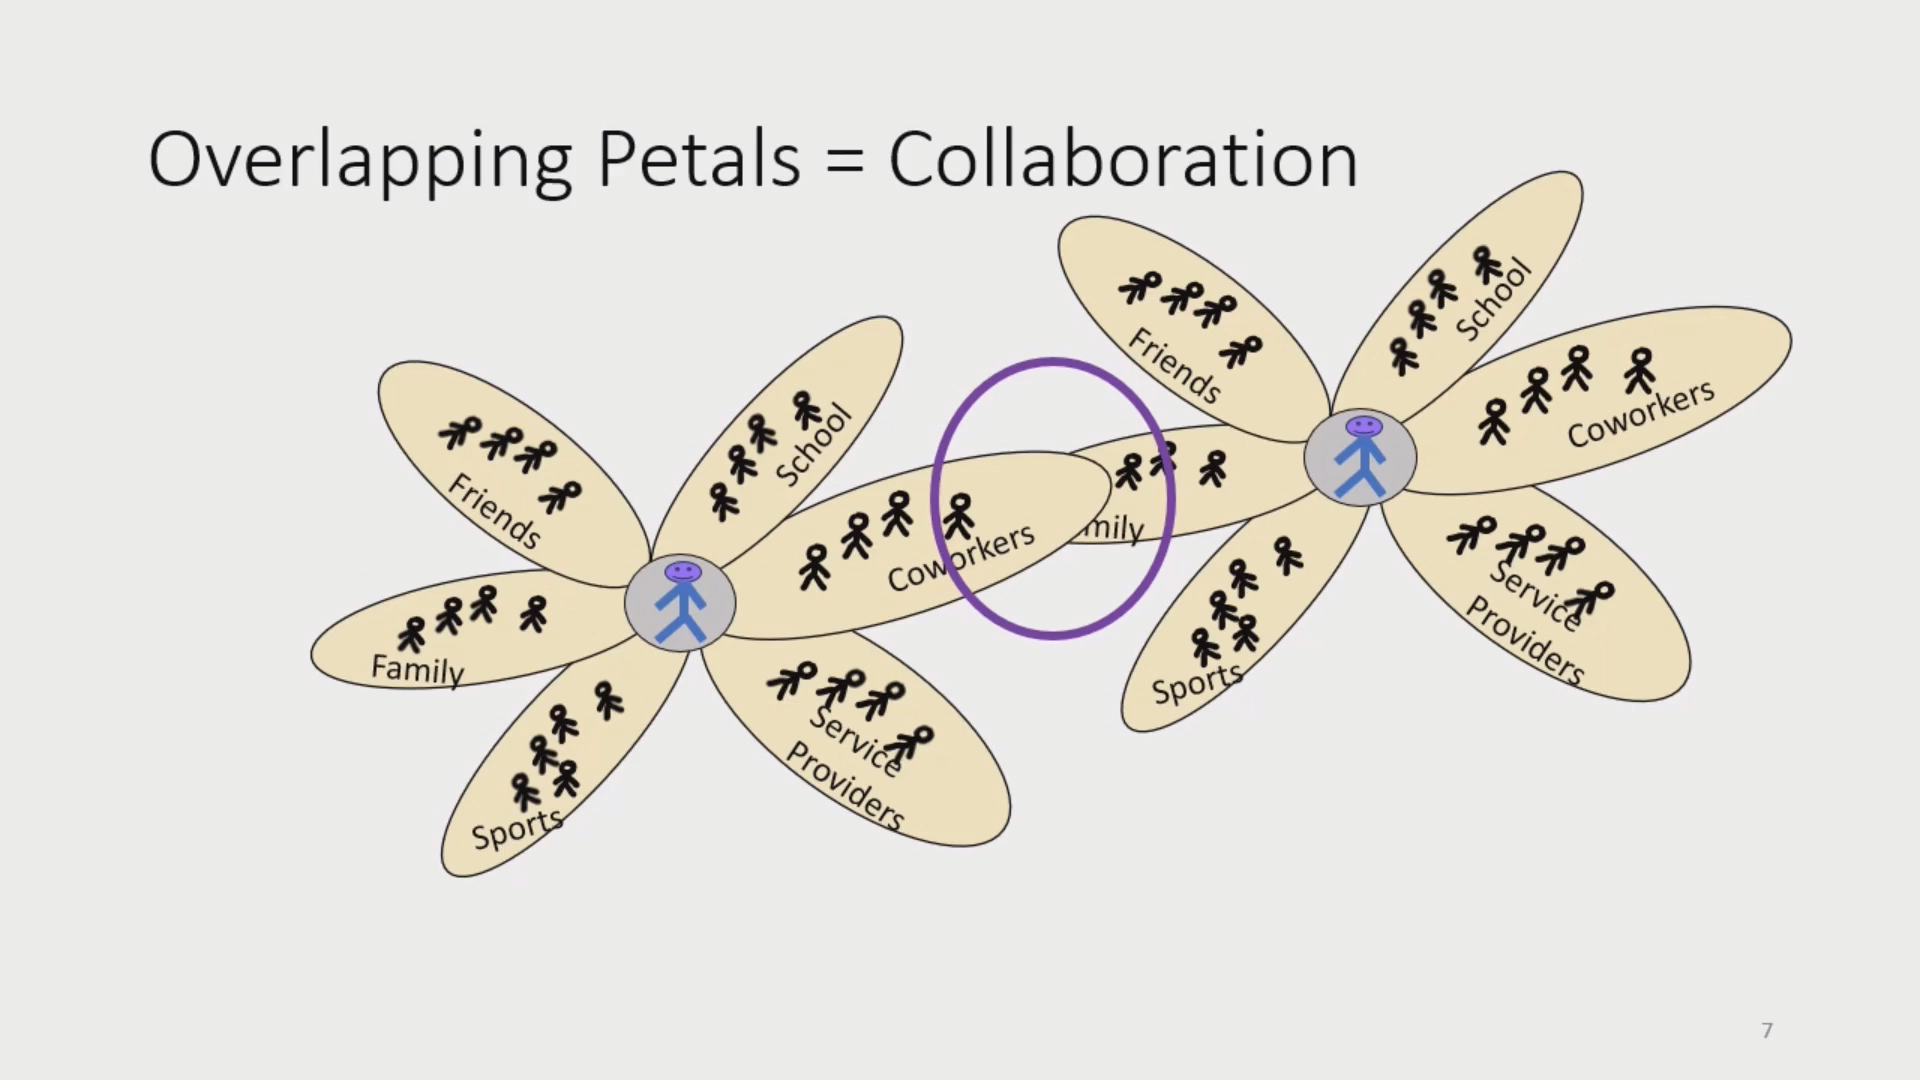 Overlapping Petals = Collaboration
Friends
School
Coworkers
Family
Sports
Service
Providers
Friends
School
Coworkers
mily
Sports
Service
Providers
7